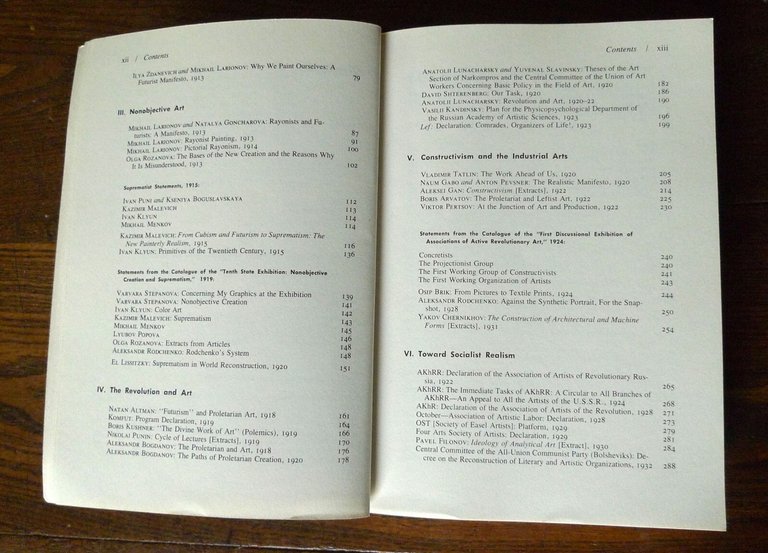 xii / Contents
ILYA ZDANEVICH and MIKHAIL LARIONOV: Why We Paint Ourselves: A
Futurist Manifesto, 1913 79
III. Nonobjective Art
MIKHAIL LARIONOV and NATALYA GONCHAROVA: Rayonists and Fu-
turists: A Manifesto, 1913 87
MIKHAIL LARIONOV: Rayonist Painting, 1913 91
MIKHAIL LARIONOV: Pictorial Rayonism, 1914 100
OLGA ROZANOVA: The Bases of the New Creation and the Reasons Why
It Is Misunderstood, 1913 102
Suprematist Statements, 1915:
IVAN PUNI and KSENIYA BOGUSLAVSKAYA 112
KAZIMIR MALEVICH 113
IVAN KLYUN 114
MIKHAIL MENKOV 114
KAZIMIR MALEVICH: From Cubism and Futurism to Suprematism: The
New Painterly Realism, 1915 116
IVAN KLYUN: Primitives of the Twentieth Century, 1915 136
Statements from the Catalogue of the "Tenth State Exhibition: Nonobjective
Creation and Suprematism," 1919:
VARVARA STEPANOVA: Concerning My Graphics at the Exhibition 139
VARVARA STEPANOVA: Nonobjective Creation 141
IVAN KLYUN: Color Art 142
KAZIMIR MALEVICH: Suprematism 143
MIKHAIL MENKOV 145
LYUBOV POPOVA 146
OLGA ROZANOVA: Extracts from Articles 148
ALEKSANDR RODCHENKO: Rodchenko's System 148
EL LISSITZKY: Suprematism in World Reconstruction, 1920 151
IV. The Revolution and Art
NATAN ALTMAN: "Futurism" and Proletarian Art, 1918 161
KOMFUT: Program Declaration, 1919 164
BORIS KUSHNER: "The Divine Work of Art" (Polemics), 1919 166
NIKOLAI PUNIN: Cycle of Lectures [Extracts], 1919 170
ALEKSANDR BOGDANOV: The Proletarian and Art, 1918 176
ALEKSANDR BOGDANOV: The Paths of Proletarian Creation, 1920 178
Contents / xiii
ANATOLII LUNACHARSKY and YUVENAL SLAVINSKY: Theses of the Art
Section of Narkompros and the Central Committee of the Union of Art
Workers Concerning Basic Policy in the Field of Art, 1920 182
DAVID SHTERENBERG: Our Task, 1920 186
ANATOLII LUNACHARSKY: Revolution and Art, 1920–22 190
VASILII KANDINSKY: Plan for the Physicopsychological Department of
the Russian Academy of Artistic Sciences, 1923 196
Lef: Declaration: Comrades, Organizers of Life!, 1923 199
V. Constructivism and the Industrial Arts
VLADIMIR TATLIN: The Work Ahead of Us, 1920 205
NAUM GABO and ANTON PEVSNER: The Realistic Manifesto, 1920 208
ALEKSEI GAN: Constructivism [Extracts], 1922 214
BORIS ARVATOV: The Proletariat and Leftist Art, 1922 225
VIKTOR PERTSOV: At the Junction of Art and Production, 1922 230
Statements from the Catalogue of the "First Discussional Exhibition of
Associations of Active Revolutionary Art," 1924:
Concretists 240
The Projectionist Group 240
The First Working Group of Constructivists 241
The First Working Organization of Artists 243
OSIP BRIK: From Pictures to Textile Prints, 1924 244
ALEKSANDR RODCHENKO: Against the Synthetic Portrait, For the Snap-
shot, 1928 250
YAKOV CHERNIKHOV: The Construction of Architectural and Machine
Forms [Extracts], 1931 254
VI. Toward Socialist Realism
AKhRR: Declaration of the Association of Artists of Revolutionary Rus-
sia, 1922 265
AKhRR: The Immediate Tasks of AKhRR: A Circular to All Branches of
AKhRR—An Appeal to All the Artists of the U.S.S.R., 1924 268
AKhR: Declaration of the Association of Artists of the Revolution, 1928 271
October—Association of Artistic Labor: Declaration, 1928 273
OST [Society of Easel Artists]: Platform, 1929 279
Four Arts Society of Artists: Declaration, 1929 281
PAVEL FILONOV: Ideology of Analytical Art [Extract], 1930 284
Central Committee of the All-Union Communist Party (Bolsheviks): De-
cree on the Reconstruction of Literary and Artistic Organizations, 1932 288